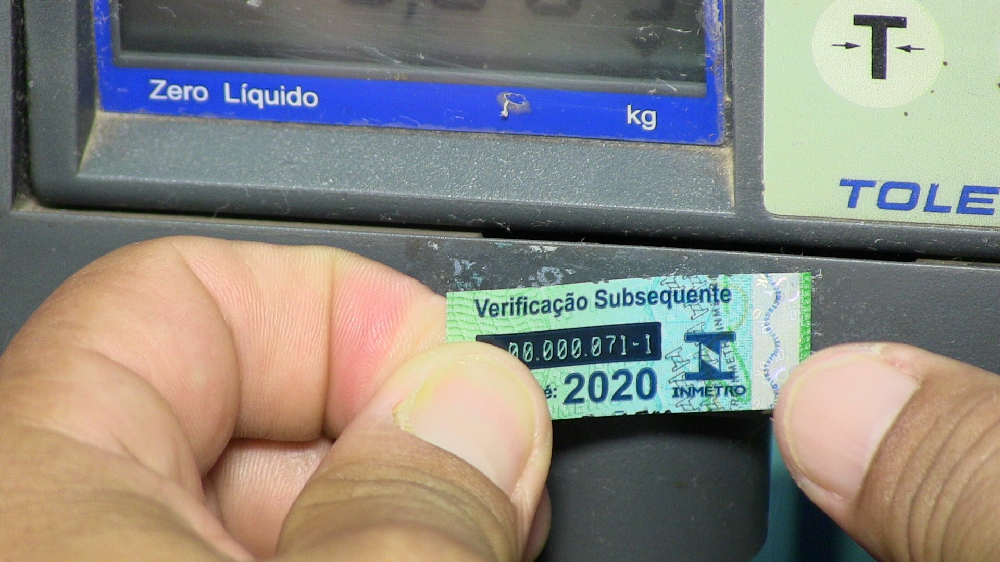 Zero Líquido
kg
T
TOLE
Verificação Subsequente
00.000.071-1
é: 2020
INMETRO